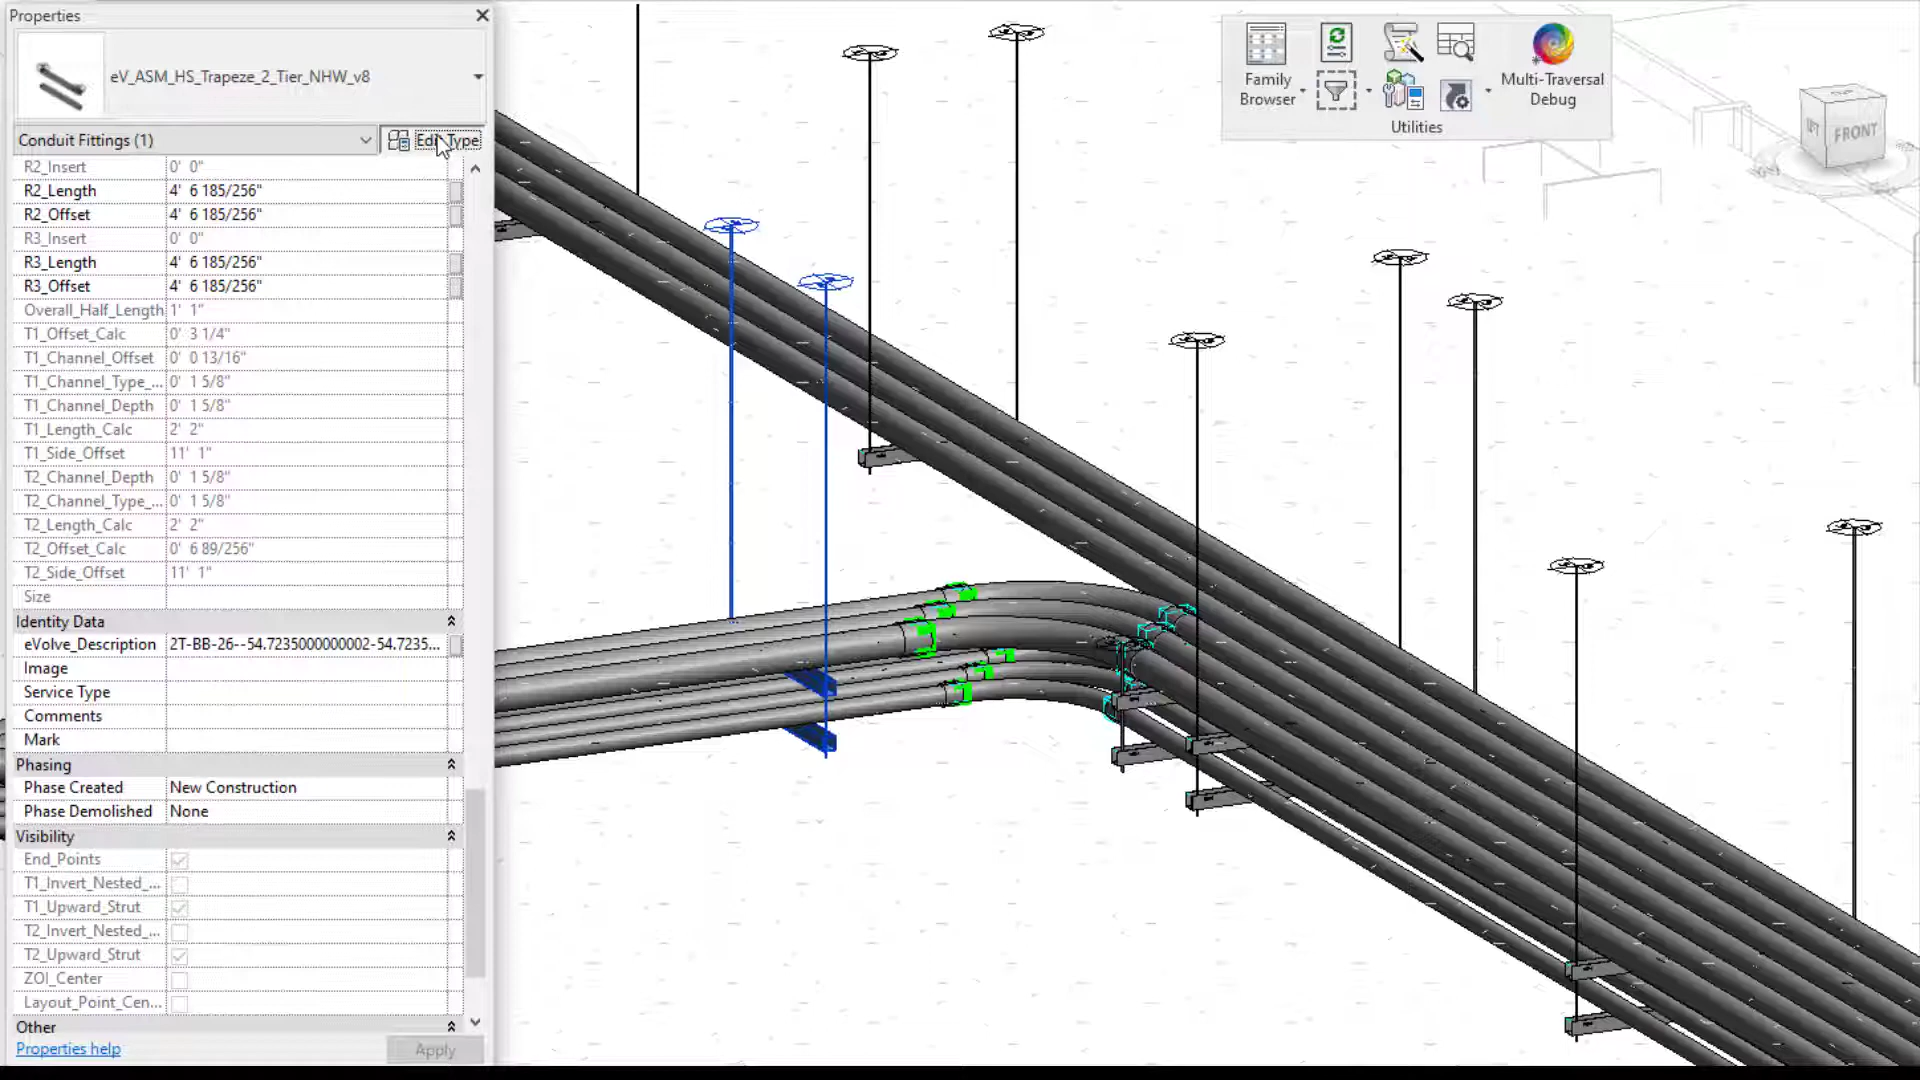 Properties
eV_ASM_HS_Trapeze_2_Tier_NHW_v8
Conduit Fittings (1)
Edit Type
R2_Insert 0' 0"
R2_Length 4' 6 185/256"
R2_Offset 4' 6 185/256"
R3_Insert 0' 0"
R3_Length 4' 6 185/256"
R3_Offset 4' 6 185/256"
Overall_Half_Length 1' 1"
T1_Offset_Calc 0' 3 1/4"
T1_Channel_Offset 0' 0 13/16"
T1_Channel_Type_... 0' 1 5/8"
T1_Channel_Depth 0' 1 5/8"
T1_Length_Calc 2' 2"
T1_Side_Offset 11' 1"
T2_Channel_Depth 0' 1 5/8"
T2_Channel_Type_... 0' 1 5/8"
T2_Length_Calc 2' 2"
T2_Offset_Calc 0' 6 89/256"
T2_Side_Offset 11' 1"
Size
Identity Data
eVolve_Description 2T-BB-26--54.7235000000002-54.7235...
Image
Service Type
Comments
Mark
Phasing
Phase Created New Construction
Phase Demolished None
Visibility
End_Points
T1_Invert_Nested_...
T1_Upward_Strut
T2_Invert_Nested_...
T2_Upward_Strut
ZOI_Center
Layout_Point_Cen...
Other
Properties help
Apply
Family
Browser
Multi-Traversal
Debug
Utilities
FRONT